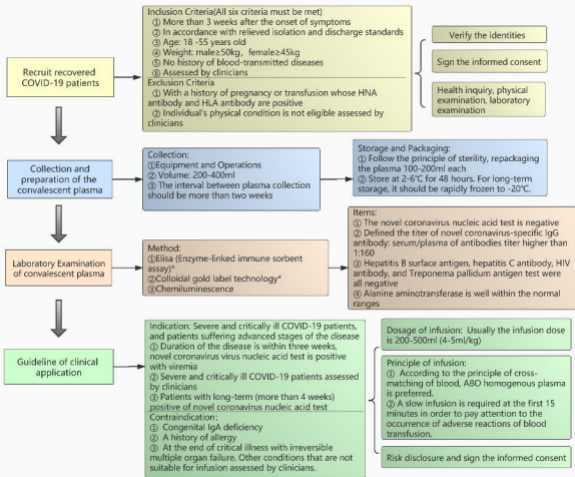 Recruit recovered
COVID-19 patients
Inclusion Criteria(All six criteria must be met)
① More than 3 weeks after the onset of symptoms
② In accordance with relieved isolation and discharge standards
③ Age: 18 -55 years old
④ Weight: male≥50kg, female≥45kg
⑤ No history of blood-transmitted diseases
⑥ Assessed by clinicians
Exclusion Criteria
① With a history of pregnancy or transfusion whose HNA
antibody and HLA antibody are positive
② Individual's physical condition is not eligible assessed by
clinicians
Verify the identities
Sign the informed consent
Health inquiry, physical
examination, laboratory
examination
Collection and
preparation of the
convalescent plasma
Collection:
①Equipment and Operations
② Volume: 200-400ml
③ The interval between plasma collection
should be more than two weeks
Storage and Packaging:
① Follow the principle of sterility, repackaging
the plasma 100-200ml each
② Store at 2-6℃ for 48 hours. For long-term
storage, it should be rapidly frozen to -20℃.
Laboratory Examination
of convalescent plasma
Method:
①Elisa (Enzyme-linked immune sorbent
assay)*
②Colloidal gold label technology*
③Chemiluminescence
Items:
① The novel coronavirus nucleic acid test is negative
② Defined the titer of novel coronavirus-specific IgG
antibody: serum/plasma of antibodies titer higher than
1:160
③ Hepatitis B surface antigen, hepatitis C antibody, HIV
antibody, and Treponema pallidum antigen test were
all negative
④ Alanine aminotransferase is well within the normal
ranges
Guideline of clinical
application
Indication: Severe and critically ill COVID-19 patients,
and patients suffering advanced stages of the disease
① Duration of the disease is within three weeks,
novel coronavirus virus nucleic acid test is positive
with viremia
② Severe and critically ill COVID-19 patients assessed
by clinicians
③ Patients with long-term (more than 4 weeks)
positive of novel coronavirus nucleic acid test
Contraindication:
① Congenital IgA deficiency
② A history of allergy
③ At the end of critical illness with irreversible
multiple organ failure. Other conditions that are not
suitable for infusion assessed by clinicians.
Dosage of infusion: Usually the infusion dose
is 200-500ml (4-5ml/kg)
Principle of infusion:
① According to the principle of cross-
matching of blood, ABO homogenous plasma
is preferred.
② A slow infusion is required at the first 15
minutes in order to pay attention to the
occurrence of adverse reactions of blood
transfusion.
Risk disclosure and sign the informed consent